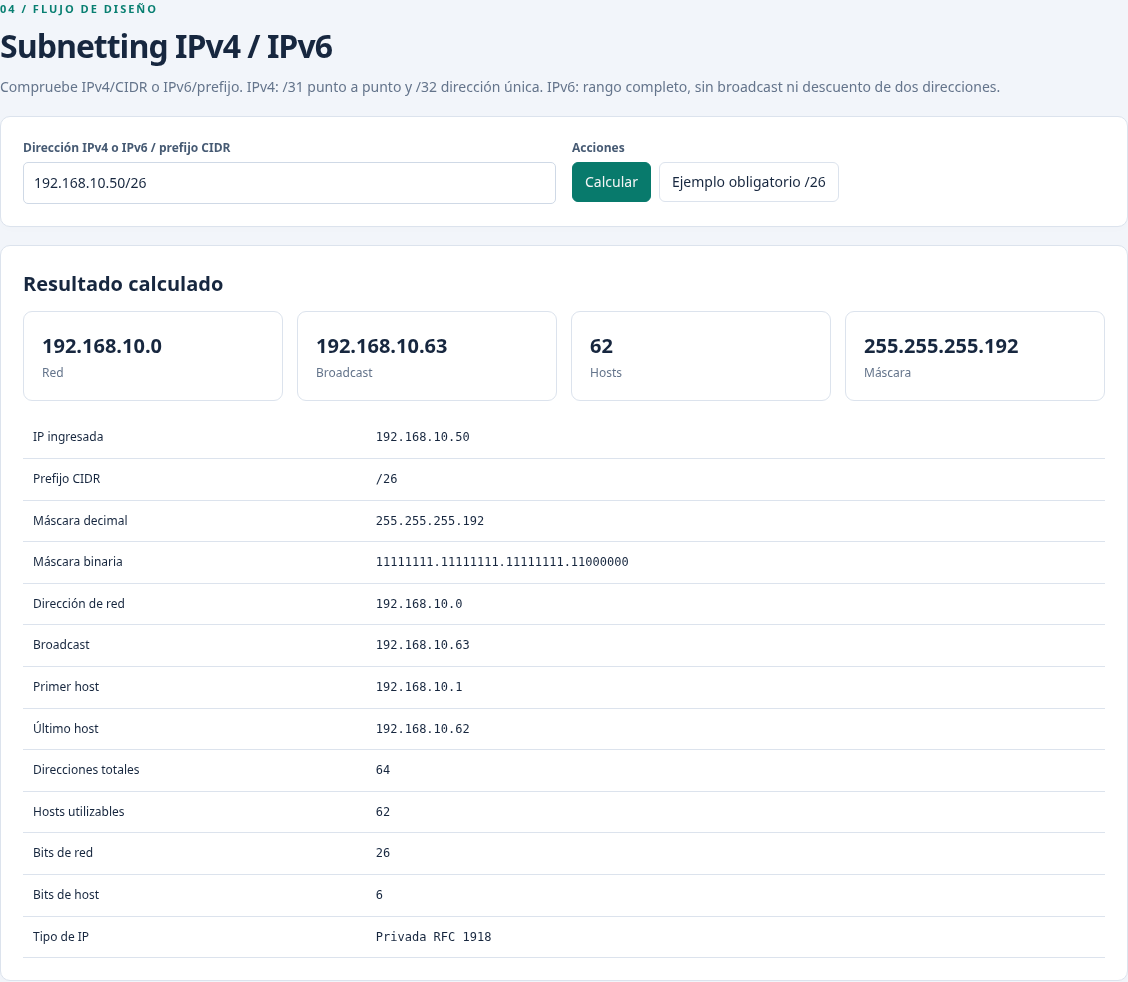 04 / FLUJO DE DISEÑO
Subnetting IPv4 / IPv6
Compruebe IPv4/CIDR o IPv6/prefijo. IPv4: /31 punto a punto y /32 dirección única. IPv6: rango completo, sin broadcast ni descuento de dos direcciones.
Dirección IPv4 o IPv6 / prefijo CIDR
192.168.10.50/26
Acciones
Calcular
Ejemplo obligatorio /26
Resultado calculado
192.168.10.0
Red
192.168.10.63
Broadcast
62
Hosts
255.255.255.192
Máscara
IP ingresada 192.168.10.50
Prefijo CIDR /26
Máscara decimal 255.255.255.192
Máscara binaria 11111111.11111111.11111111.11000000
Dirección de red 192.168.10.0
Broadcast 192.168.10.63
Primer host 192.168.10.1
Último host 192.168.10.62
Direcciones totales 64
Hosts utilizables 62
Bits de red 26
Bits de host 6
Tipo de IP Privada RFC 1918